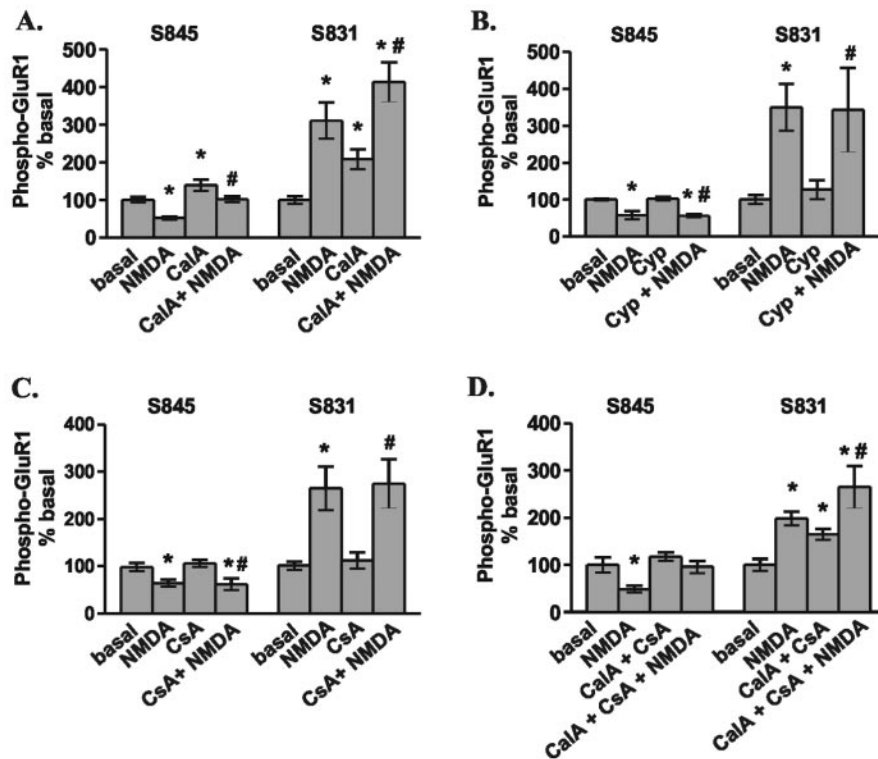 A.
S845 S831
Phospho-GluR1
% basal
500
400
300
200
100
0
* * # * * * #
basal NMDA CalA CalA+ NMDA basal NMDA CalA CalA+ NMDA
B.
S845 S831
Phospho-GluR1
% basal
500
400
300
200
100
0
* * # * #
basal NMDA Cyp Cyp + NMDA basal NMDA Cyp Cyp + NMDA
C.
S845 S831
Phospho-GluR1
% basal
400
300
200
100
0
* *# * #
basal NMDA CsA CsA+ NMDA basal NMDA CsA CsA+ NMDA
D.
S845 S831
Phospho-GluR1
% basal
400
300
200
100
0
* * * * #
basal NMDA CalA + CsA CalA + CsA + NMDA basal NMDA CalA + CsA CalA + CsA + NMDA